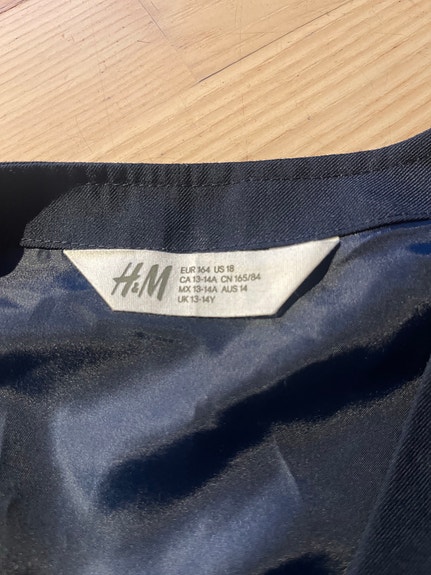 H&M
EUR 164 US 18
CA 13-14A CN 165/84
MX 13-14A AUS 14
UK 13-14Y